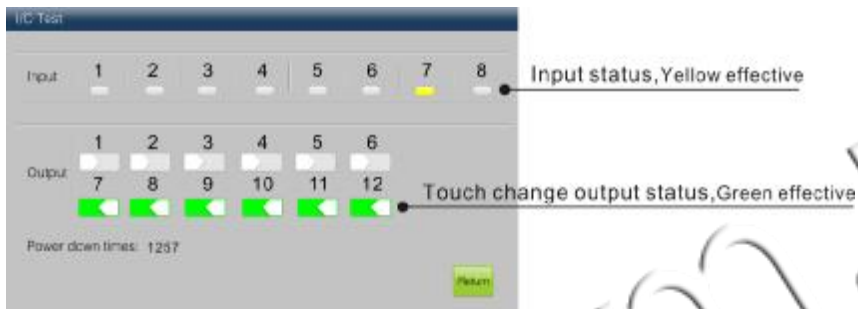 I/C Test
Input 1 2 3 4 5 6 7 8
Input status,Yellow effective
1 2 3 4 5 6
Output
7 8 9 10 11 12
Touch change output status,Green effective
Power down times: 1257
Return